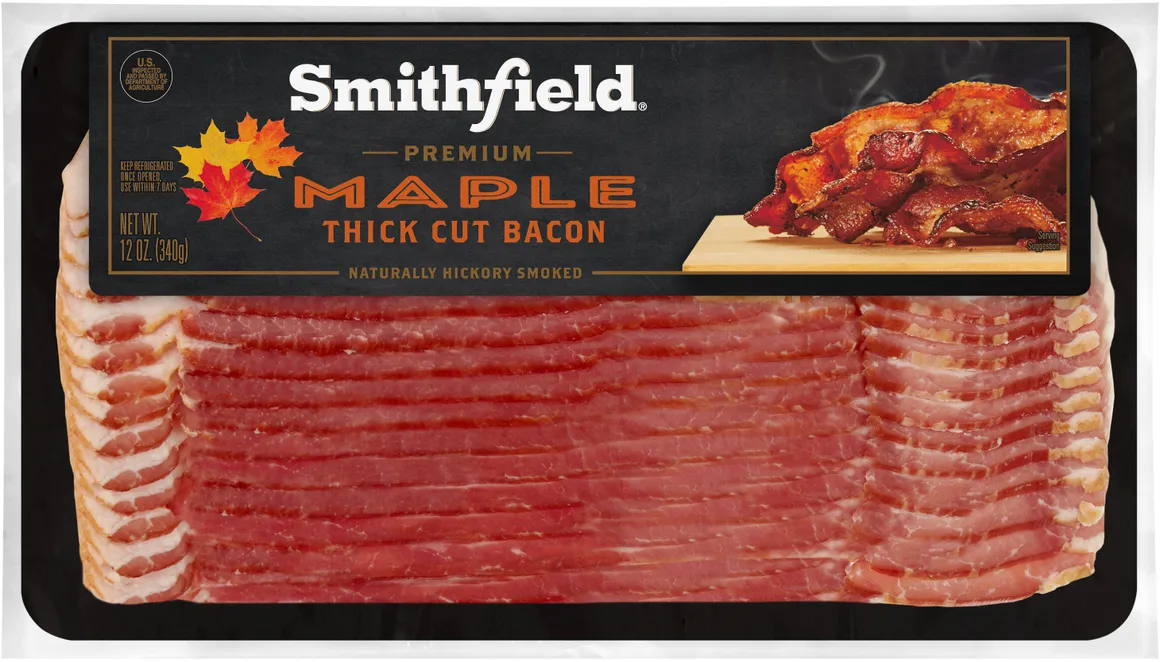 U.S.
INSPECTED
AND PASSED BY
DEPARTMENT OF
AGRICULTURE
Smithfield®
PREMIUM
MAPLE
THICK CUT BACON
NATURALLY HICKORY SMOKED
KEEP REFRIGERATED
ONCE OPENED,
USE WITHIN 7 DAYS
NET WT.
12 OZ. (340g)
Serving
Suggestion